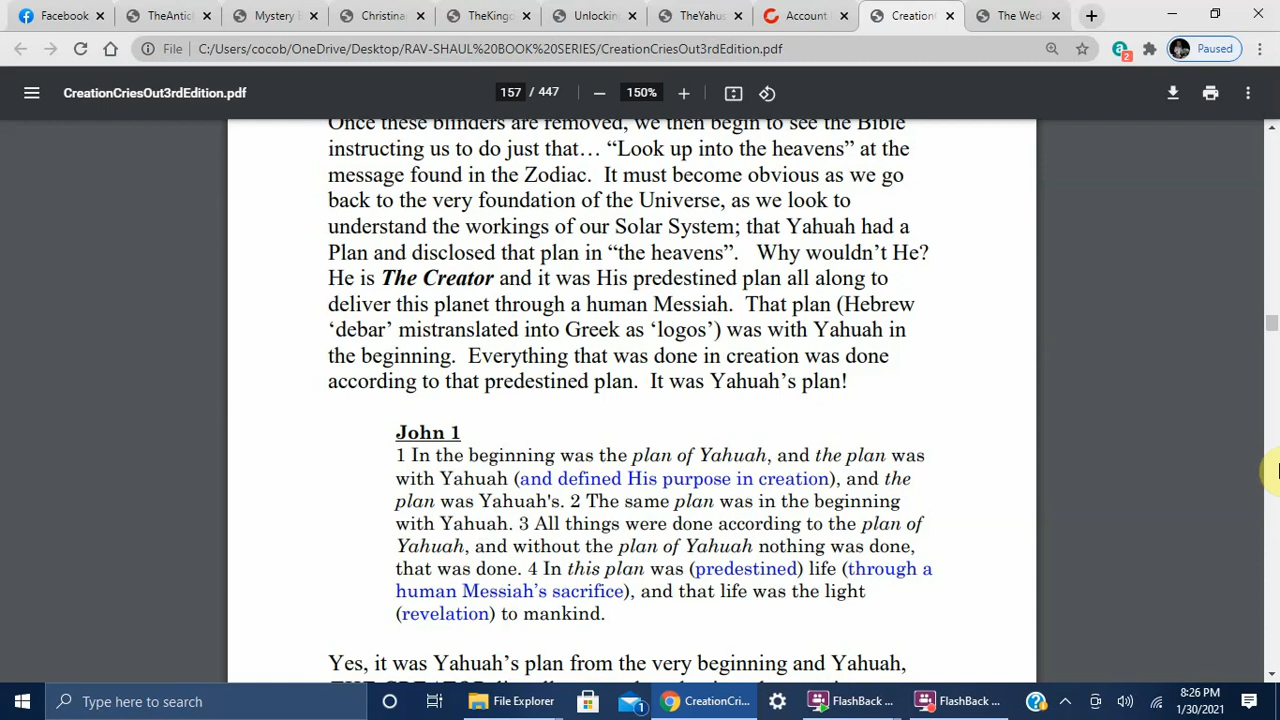 Facebook
TheAntic
Mystery
Christina
TheKing
Unlockin
TheYahus
Account
Creation
The Wed
File
C:/Users/cocob/OneDrive/Desktop/RAV-SHAUL%20BOOK%20SERIES/CreationCriesOut3rdEdition.pdf
a
2
Paused
CreationCriesOut3rdEdition.pdf
157 / 447
150%
Once these blinders are removed, we then begin to see the Bible
instructing us to do just that… “Look up into the heavens” at the
message found in the Zodiac. It must become obvious as we go
back to the very foundation of the Universe, as we look to
understand the workings of our Solar System; that Yahuah had a
Plan and disclosed that plan in “the heavens”. Why wouldn’t He?
He is The Creator and it was His predestined plan all along to
deliver this planet through a human Messiah. That plan (Hebrew
‘debar’ mistranslated into Greek as ‘logos’) was with Yahuah in
the beginning. Everything that was done in creation was done
according to that predestined plan. It was Yahuah’s plan!
John 1
1 In the beginning was the plan of Yahuah, and the plan was
with Yahuah (and defined His purpose in creation), and the
plan was Yahuah's. 2 The same plan was in the beginning
with Yahuah. 3 All things were done according to the plan of
Yahuah, and without the plan of Yahuah nothing was done,
that was done. 4 In this plan was (predestined) life (through a
human Messiah’s sacrifice), and that life was the light
(revelation) to mankind.
Yes, it was Yahuah’s plan from the very beginning and Yahuah,
Type here to search
File Explorer
1
CreationCri...
FlashBack ...
FlashBack ...
8:26 PM
1/30/2021